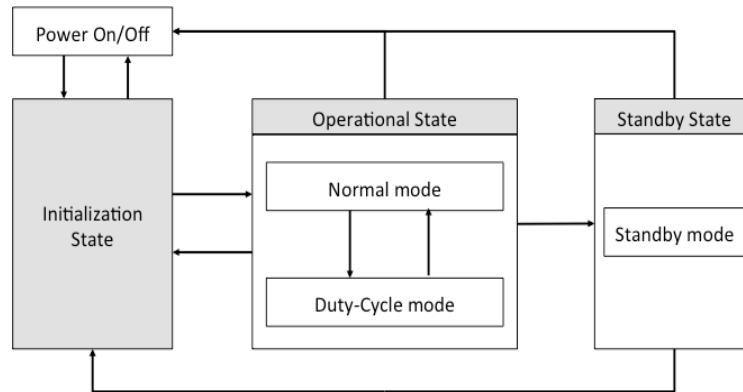 Power On/Off
Operational State
Standby State
Normal mode
Initialization
State
Standby mode
Duty-Cycle mode